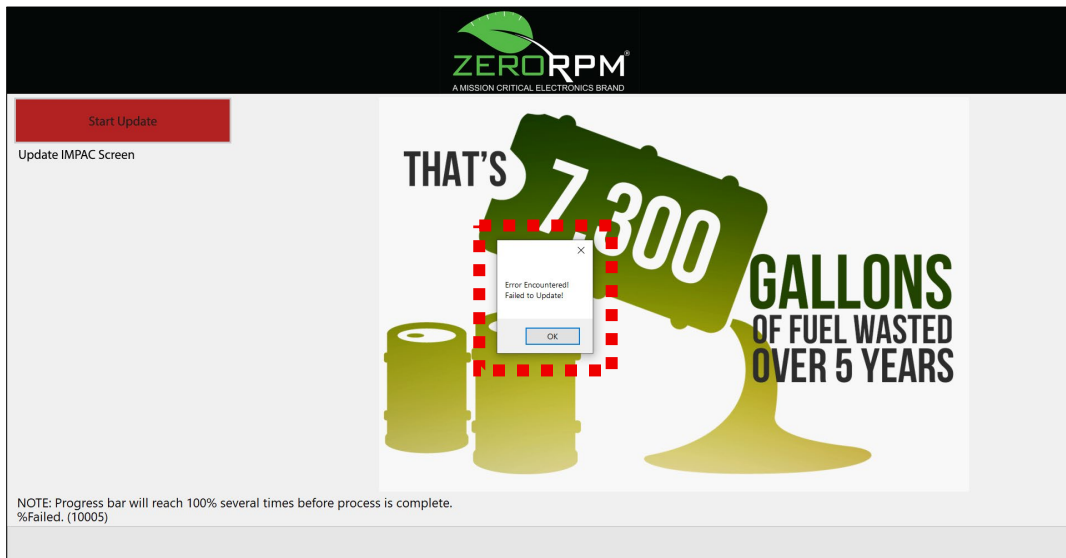 ZERORPM®
A MISSION CRITICAL ELECTRONICS BRAND
Start Update
Update IMPAC Screen
THAT'S
7,300
GALLONS
OF FUEL WASTED
OVER 5 YEARS
Error Encountered!
Failed to Update!
OK
NOTE: Progress bar will reach 100% several times before process is complete.
%Failed. (10005)